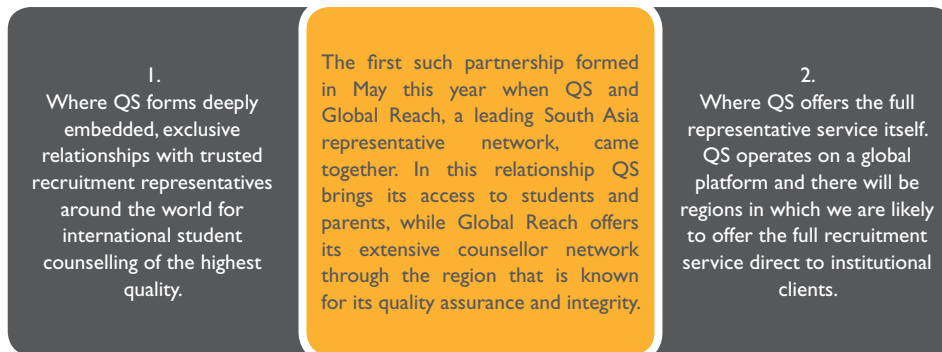 1.
Where QS forms deeply
embedded, exclusive
relationships with trusted
recruitment representatives
around the world for
international student
counselling of the highest
quality.
The first such partnership formed
in May this year when QS and
Global Reach, a leading South Asia
representative network, came
together. In this relationship QS
brings its access to students and
parents, while Global Reach offers
its extensive counsellor network
through the region that is known
for its quality assurance and integrity.
2.
Where QS offers the full
representative service itself.
QS operates on a global
platform and there will be
regions in which we are likely
to offer the full recruitment
service direct to institutional
clients.